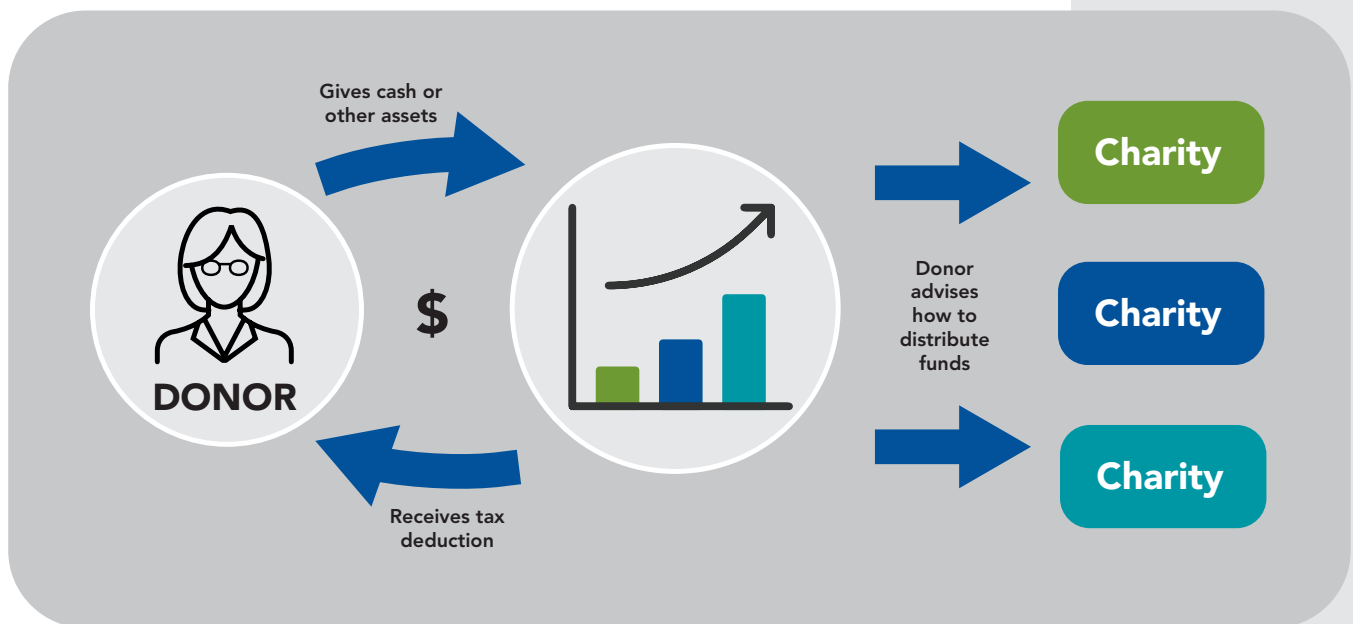 Gives cash or
other assets
DONOR
$
Receives tax
deduction
Donor
advises
how to
distribute
funds
Charity
Charity
Charity